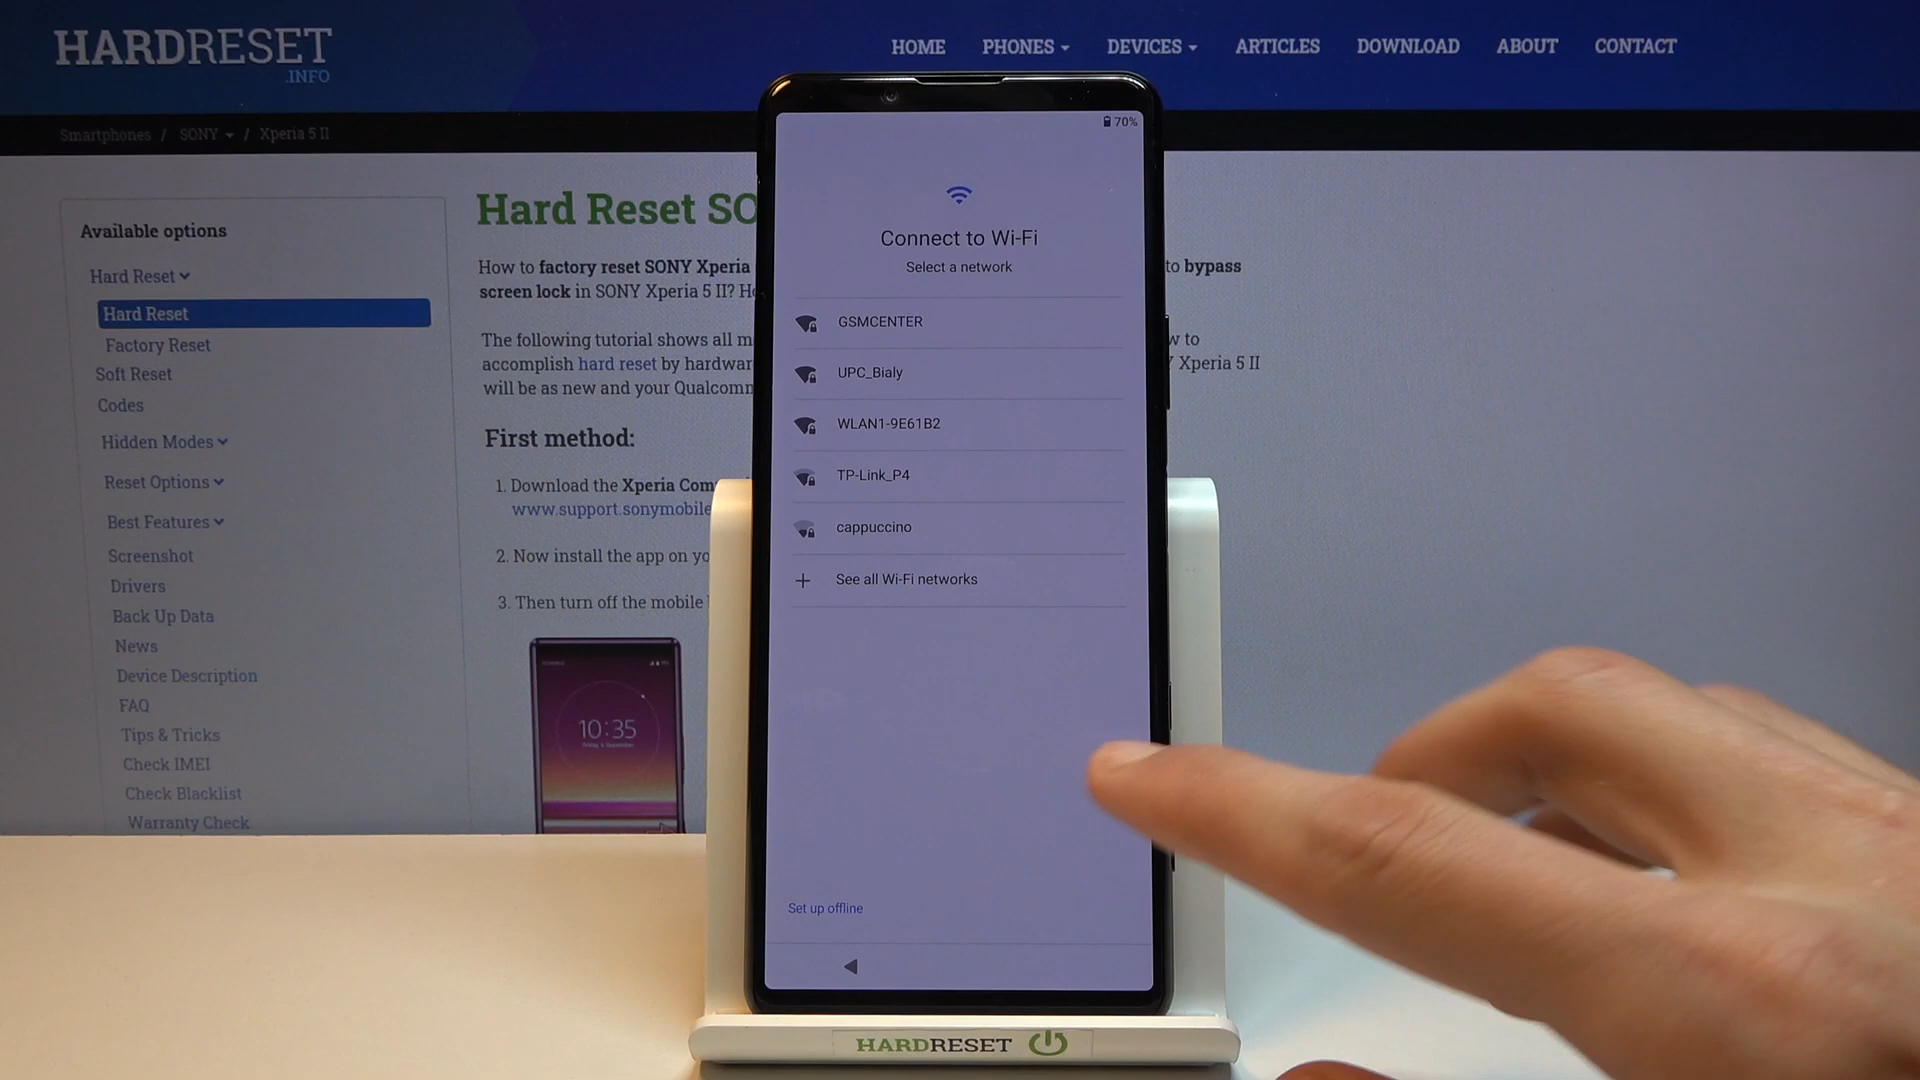 HARDRESET
.INFO
HOME PHONES DEVICES ARTICLES DOWNLOAD ABOUT CONTACT
Smartphones / SONY / Xperia 5 II
Available options
Hard Reset
Hard Reset
Factory Reset
Soft Reset
Codes
Hidden Modes
Reset Options
Best Features
Screenshot
Drivers
Back Up Data
News
Device Description
FAQ
Tips & Tricks
Check IMEI
Check Blacklist
Warranty Check
Hard Reset SO
How to factory reset SONY Xperia
to bypass
screen lock in SONY Xperia 5 II?
The following tutorial shows all
to
accomplish hard reset by
Xperia 5 II
will be as new and your
First method:
1. Download the Xperia
www.support.sonymobile
2. Now install the app on
3. Then turn off the mobile
10:35
70%
Connect to Wi-Fi
Select a network
GSMCENTER
UPC_Bialy
WLAN1-9E61B2
TP-Link_P4
cappuccino
See all Wi-Fi networks
Set up offline
HARDRESET